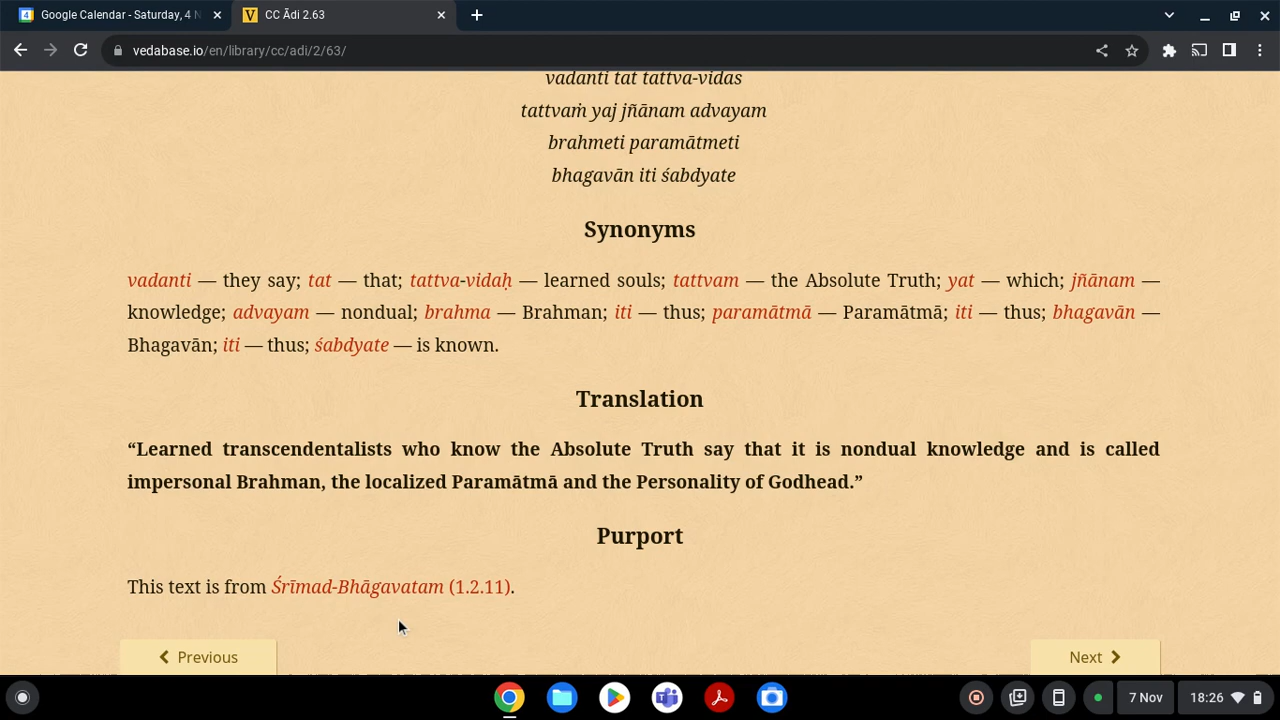 Google Calendar - Saturday, 4 N
CC Ādi 2.63
vedabase.io/en/library/cc/adi/2/63/
vadanti tat tattva-vidas
tattvaṁ yaj jñānam advayam
brahmeti paramātmeti
bhagavān iti śabdyate
Synonyms
vadanti — they say; tat — that; tattva-vidaḥ — learned souls; tattvam — the Absolute Truth; yat — which; jñānam —
knowledge; advayam — nondual; brahma — Brahman; iti — thus; paramātmā — Paramātmā; iti — thus; bhagavān —
Bhagavān; iti — thus; śabdyate — is known.
Translation
“Learned transcendentalists who know the Absolute Truth say that it is nondual knowledge and is called
impersonal Brahman, the localized Paramātmā and the Personality of Godhead.”
Purport
This text is from Śrīmad-Bhāgavatam (1.2.11).
Previous
Next
7 Nov
18:26